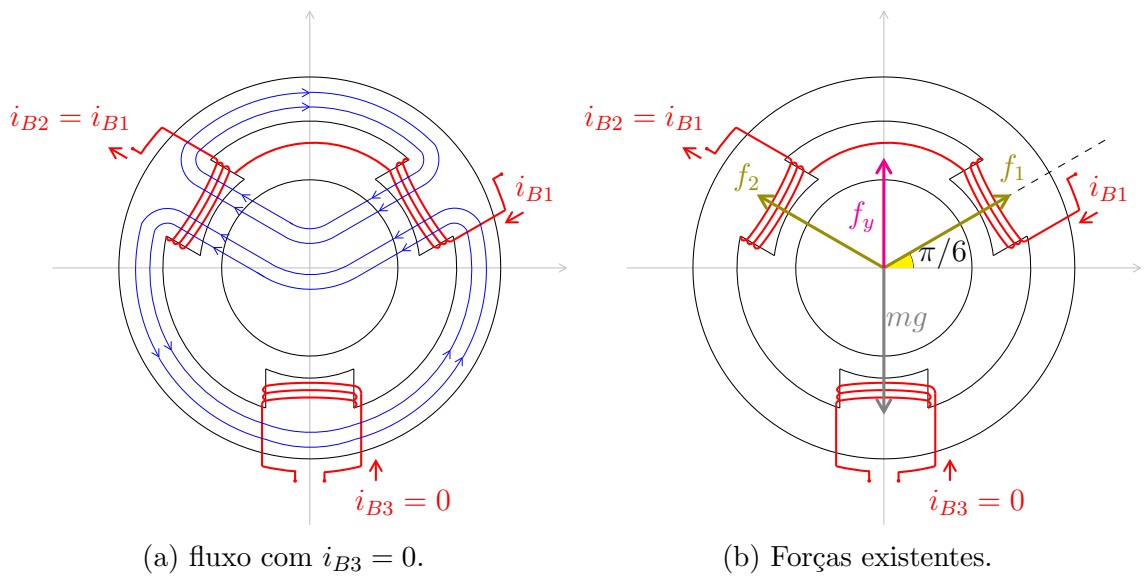 i_{B2} = i_{B1}
i_{B1}
i_{B3} = 0
(a) fluxo com i_{B3} = 0.
i_{B2} = i_{B1}
f_2
f_1
i_{B1}
f_y
π/6
mg
i_{B3} = 0
(b) Forças existentes.